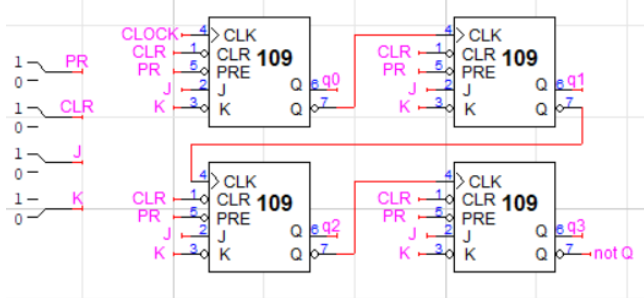 1 PR
0
1 CLR
0
1 J
0
1 K
0
CLOCK 4 CLK
CLR 1 CLR 109
PR 5 PRE
J 2 J Q 6 q0
K 3 K Q 7
4 CLK
CLR 1 CLR 109
PR 5 PRE
J 2 J Q 6 q1
K 3 K Q 7
4 CLK
CLR 1 CLR 109
PR 5 PRE
J 2 J Q 6 q2
K 3 K Q 7
4 CLK
CLR 1 CLR 109
PR 5 PRE
J 2 J Q 6 q3
K 3 K Q 7 not Q